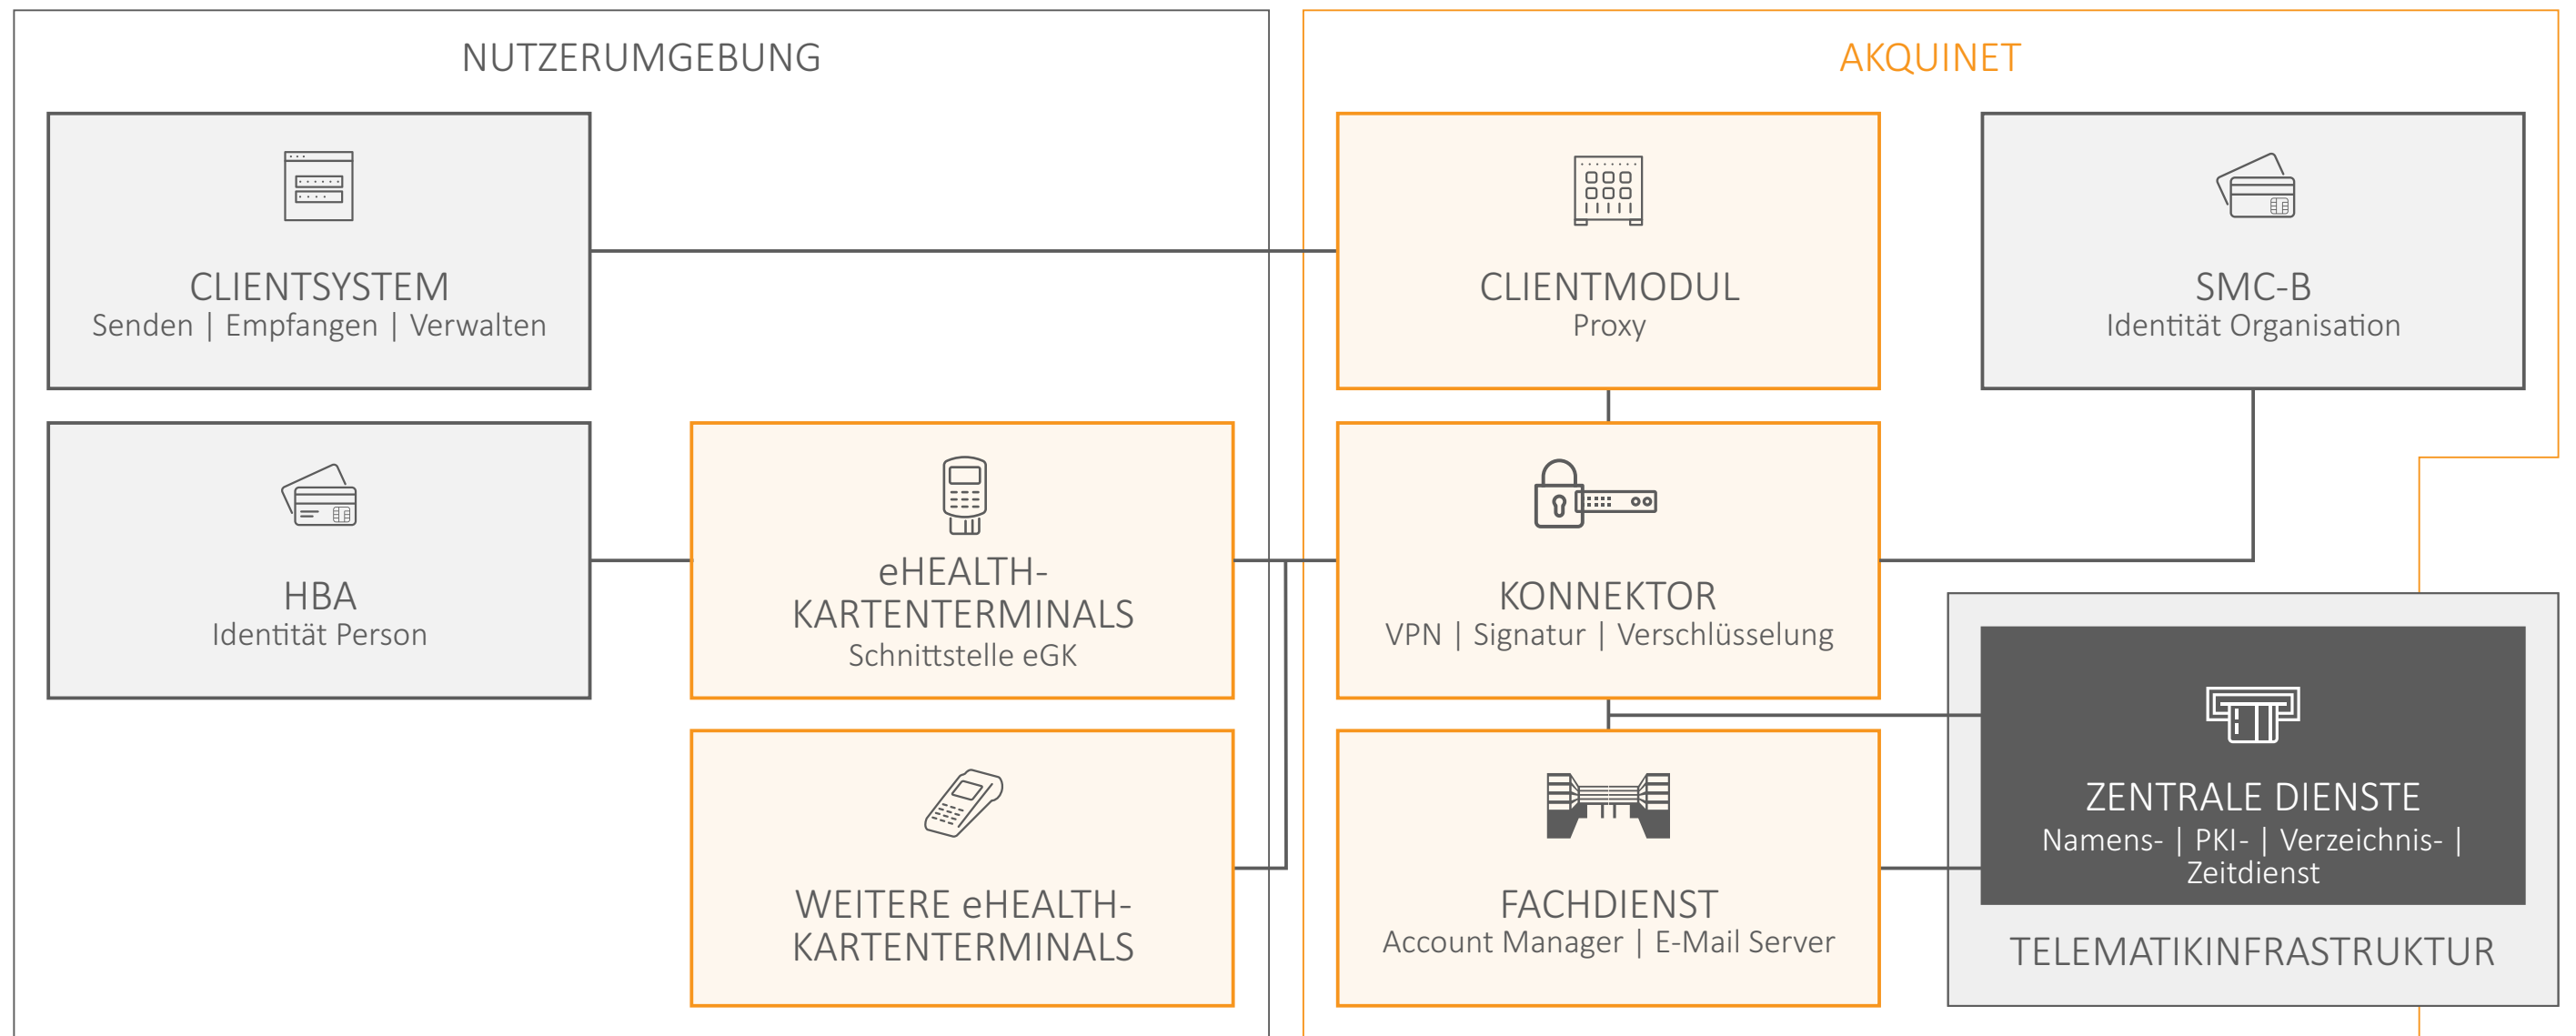 NUTZERUMGEBUNG
AKQUINET
CLIENTSYSTEM
Senden | Empfangen | Verwalten
CLIENTMODUL
Proxy
SMC-B
Identität Organisation
HBA
Identität Person
eHEALTH-
KARTENTERMINALS
Schnittstelle eGK
KONNEKTOR
VPN | Signatur | Verschlüsselung
WEITERE eHEALTH-
KARTENTERMINALS
FACHDIENST
Account Manager | E-Mail Server
ZENTRALE DIENSTE
Namens- | PKI- | Verzeichnis- |
Zeitdienst
TELEMATIKINFRASTRUKTUR